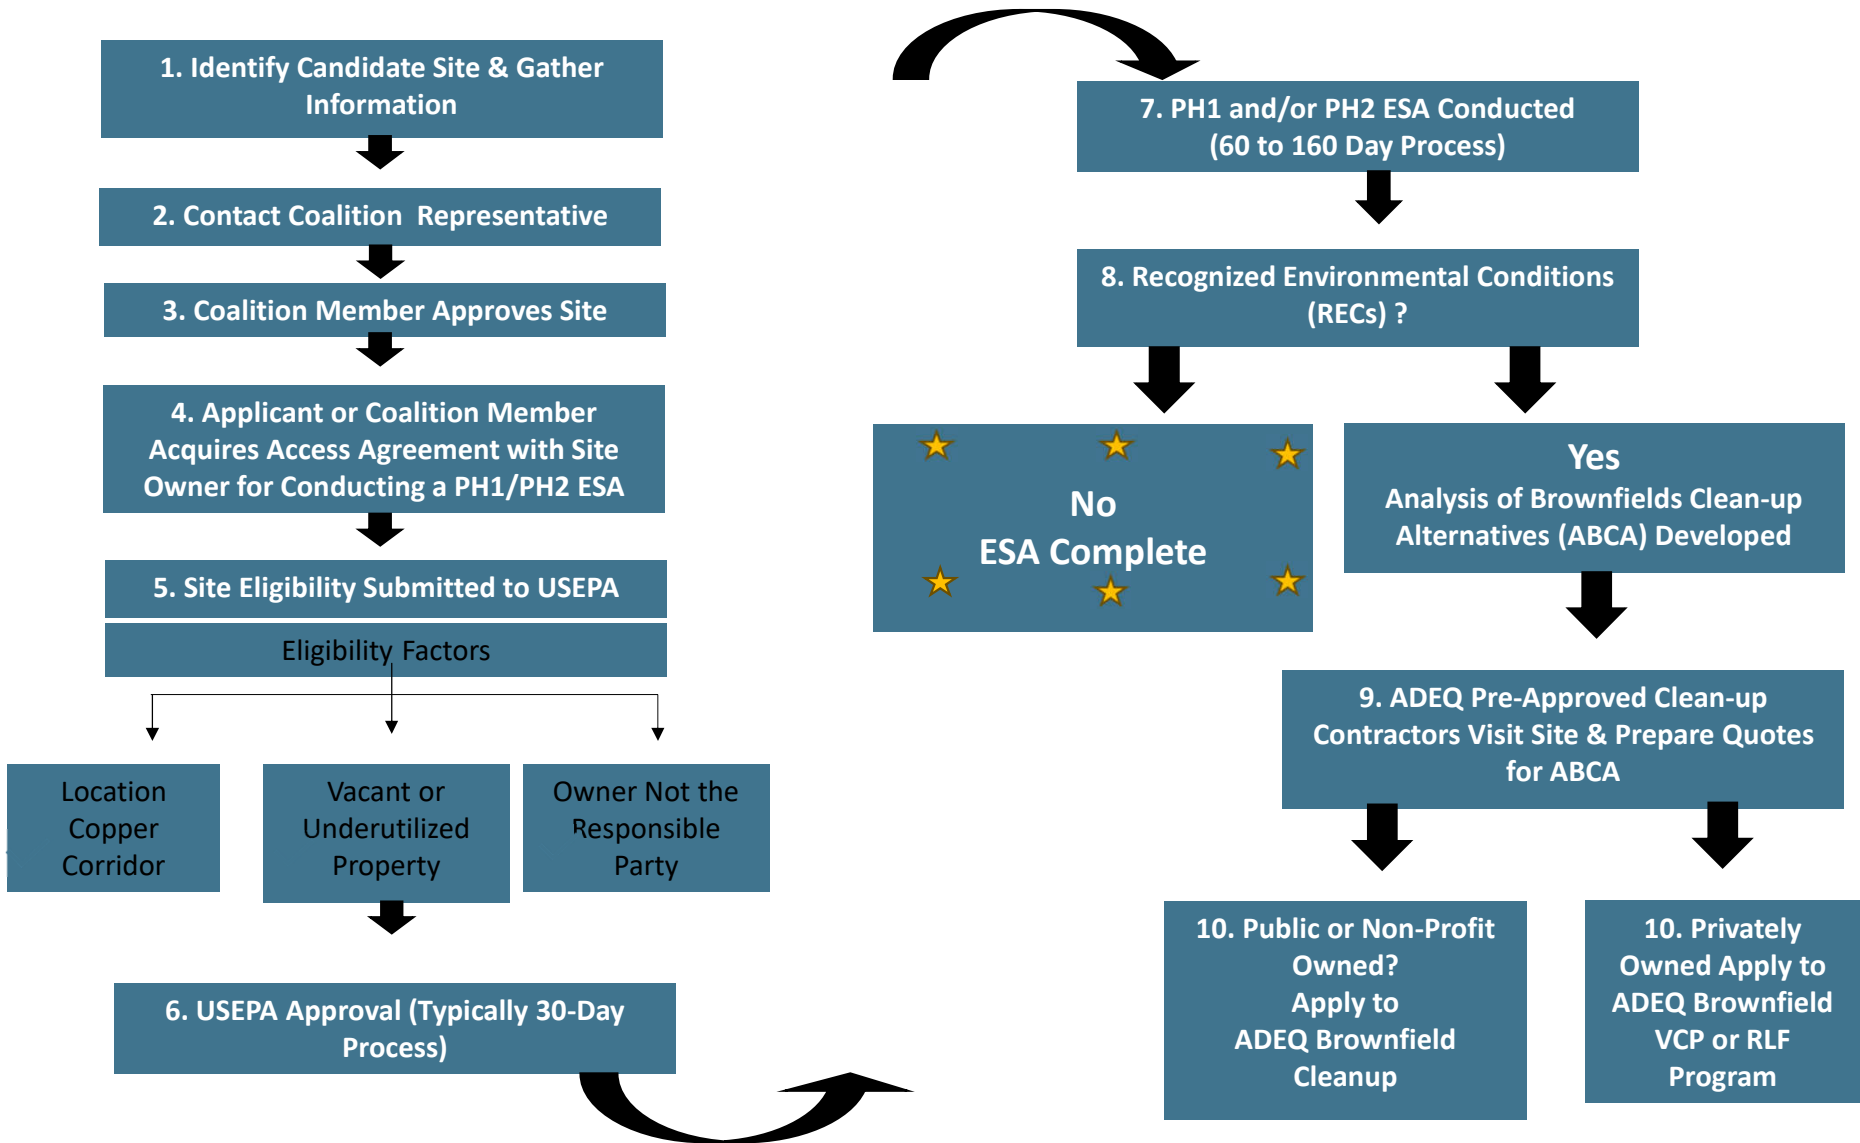 1. Identify Candidate Site & Gather
Information
2. Contact Coalition Representative
3. Coalition Member Approves Site
4. Applicant or Coalition Member
Acquires Access Agreement with Site
Owner for Conducting a PH1/PH2 ESA
5. Site Eligibility Submitted to USEPA
Eligibility Factors
Location
Copper
Corridor
Vacant or
Underutilized
Property
Owner Not the
Responsible
Party
6. USEPA Approval (Typically 30-Day
Process)
7. PH1 and/or PH2 ESA Conducted
(60 to 160 Day Process)
8. Recognized Environmental Conditions
(RECs) ?
No
ESA Complete
Yes
Analysis of Brownfields Clean-up
Alternatives (ABCA) Developed
9. ADEQ Pre-Approved Clean-up
Contractors Visit Site & Prepare Quotes
for ABCA
10. Public or Non-Profit
Owned?
Apply to
ADEQ Brownfield
Cleanup
10. Privately
Owned Apply to
ADEQ Brownfield
VCP or RLF
Program